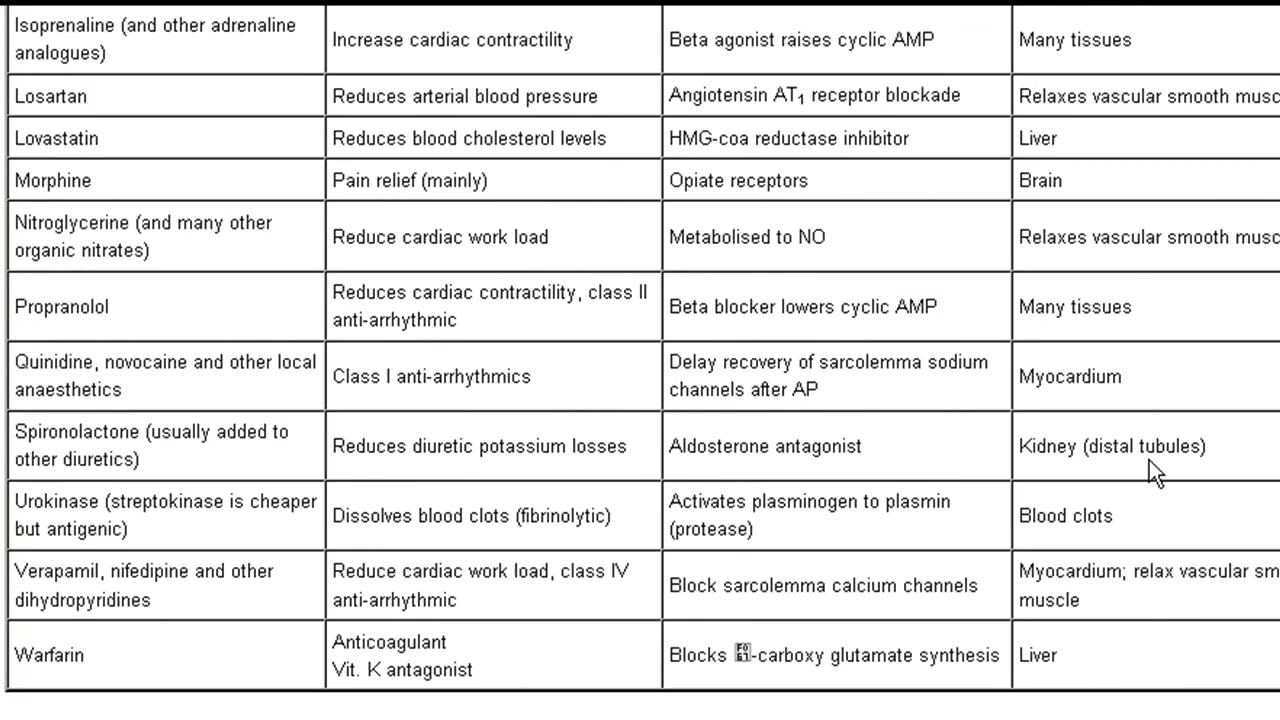 Isoprenaline (and other adrenaline
analogues)
Increase cardiac contractility
Beta agonist raises cyclic AMP
Many tissues
Losartan
Reduces arterial blood pressure
Angiotensin AT₁ receptor blockade
Relaxes vascular smooth musc
Lovastatin
Reduces blood cholesterol levels
HMG-coa reductase inhibitor
Liver
Morphine
Pain relief (mainly)
Opiate receptors
Brain
Nitroglycerine (and many other
organic nitrates)
Reduce cardiac work load
Metabolised to NO
Relaxes vascular smooth musc
Propranolol
Reduces cardiac contractility, class II
anti-arrhythmic
Beta blocker lowers cyclic AMP
Many tissues
Quinidine, novocaine and other local
anaesthetics
Class I anti-arrhythmics
Delay recovery of sarcolemma sodium
channels after AP
Myocardium
Spironolactone (usually added to
other diuretics)
Reduces diuretic potassium losses
Aldosterone antagonist
Kidney (distal tubules)
Urokinase (streptokinase is cheaper
but antigenic)
Dissolves blood clots (fibrinolytic)
Activates plasminogen to plasmin
(protease)
Blood clots
Verapamil, nifedipine and other
dihydropyridines
Reduce cardiac work load, class IV
anti-arrhythmic
Block sarcolemma calcium channels
Myocardium; relax vascular sm
muscle
Warfarin
Anticoagulant
Vit. K antagonist
Blocks -carboxy glutamate synthesis
Liver